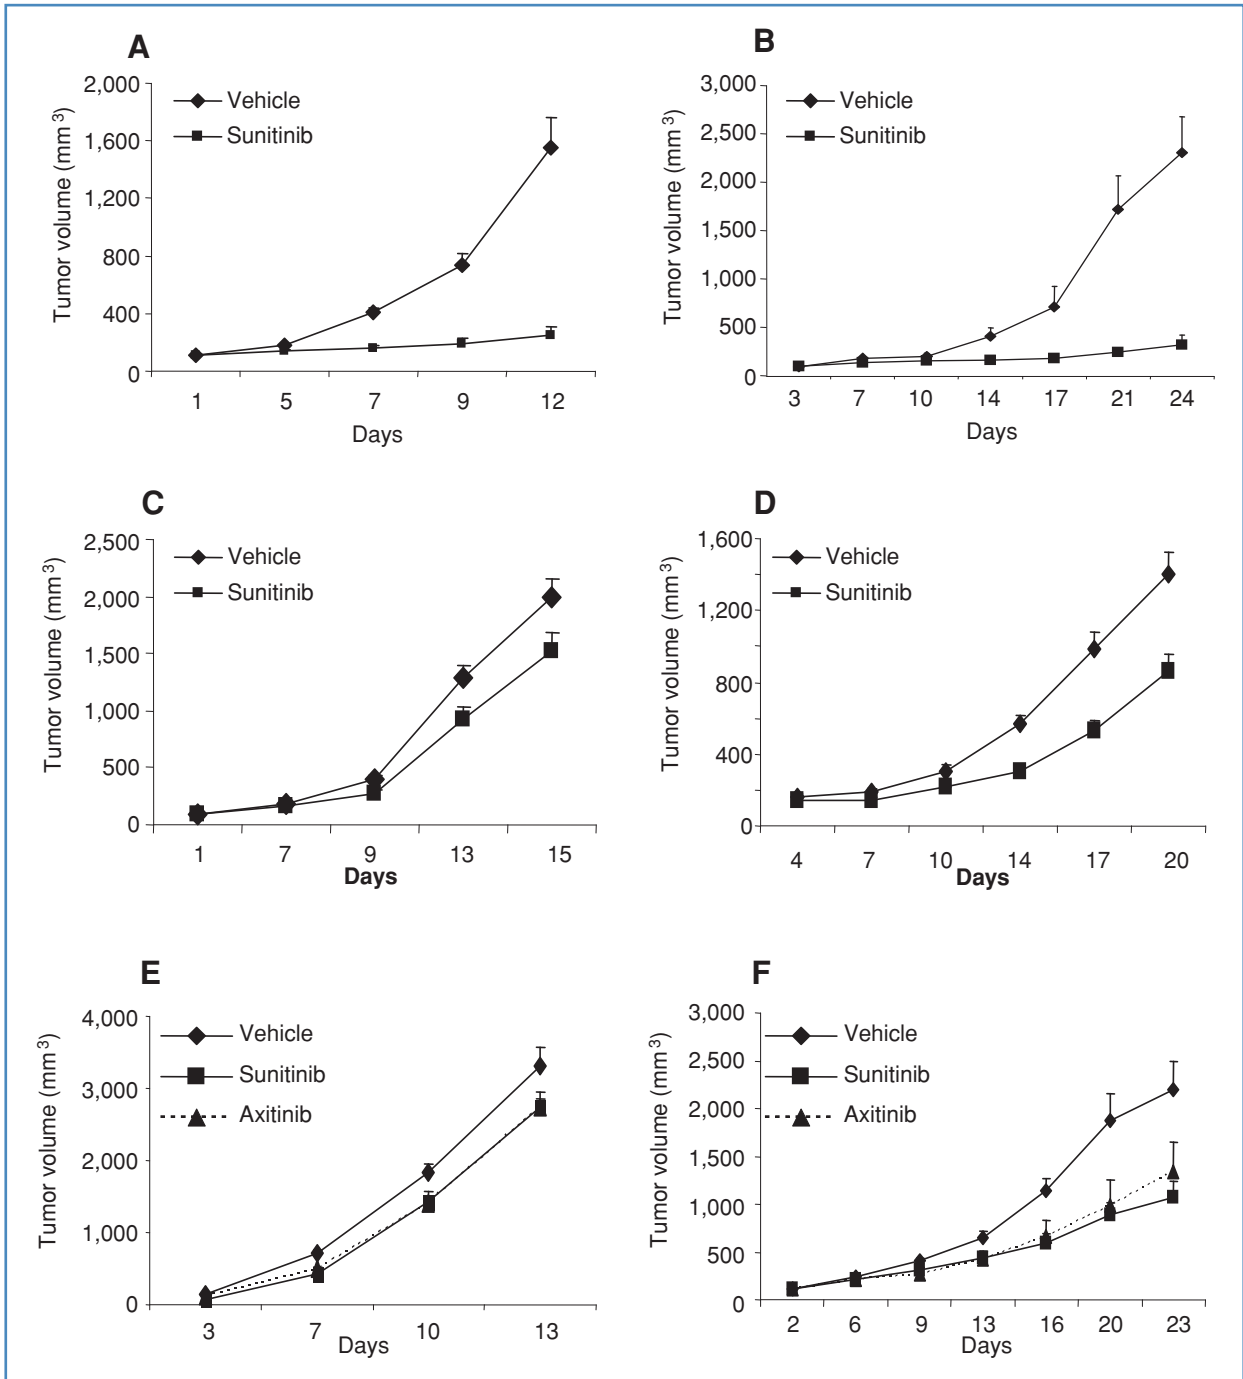 A
Tumor volume (mm3)
2,000
1,600
1,200
800
400
0
Vehicle
Sunitinib
1 5 7 9 12
Days
B
Tumor volume (mm3)
3,000
2,500
2,000
1,500
1,000
500
0
Vehicle
Sunitinib
3 7 10 14 17 21 24
Days
C
Tumor volume (mm3)
2,500
2,000
1,500
1,000
500
0
Vehicle
Sunitinib
1 7 9 13 15
Days
D
Tumor volume (mm3)
1,600
1,200
800
400
0
Vehicle
Sunitinib
4 7 10 14 17 20
Days
E
Tumor volume (mm3)
4,000
3,000
2,000
1,000
0
Vehicle
Sunitinib
Axitinib
3 7 10 13
Days
F
Tumor volume (mm3)
3,000
2,500
2,000
1,500
1,000
500
0
Vehicle
Sunitinib
Axitinib
2 6 9 13 16 20 23
Days